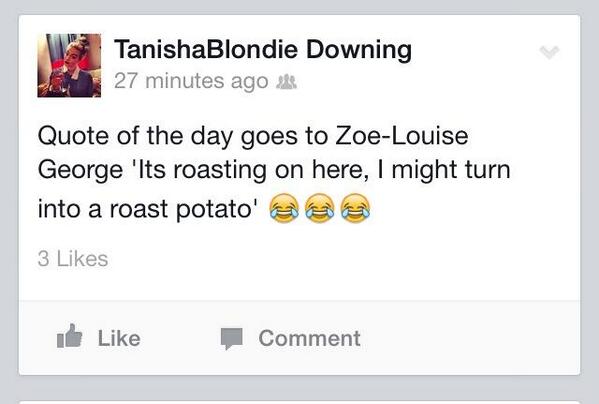 TanishaBlondie Downing
27 minutes ago
Quote of the day goes to Zoe-Louise
George 'Its roasting on here, I might turn
into a roast potato' 😂😂😂
3 Likes
Like
Comment